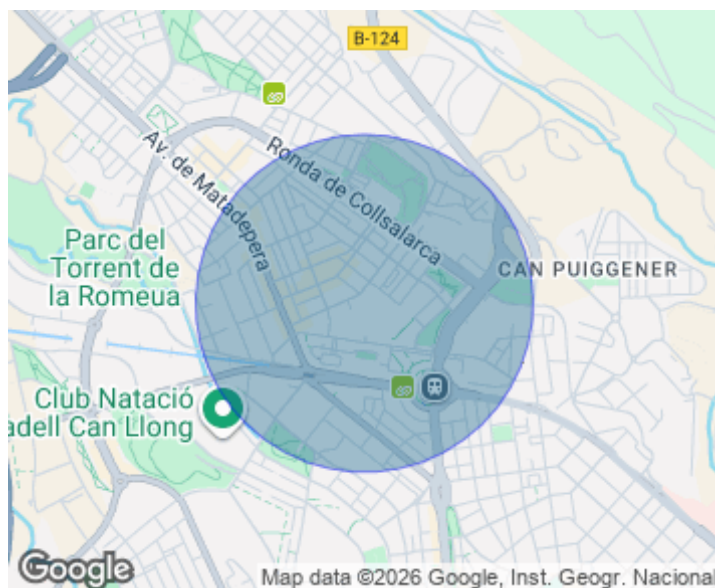 B-124
Ronda de Collsalarca
Av. de Matadepera
Parc del
Torrent de
la Romeua
CAN PUIGGENER
Club Natació
adell Can Llong
Google
Map data ©2026 Google, Inst. Geogr. Nacional